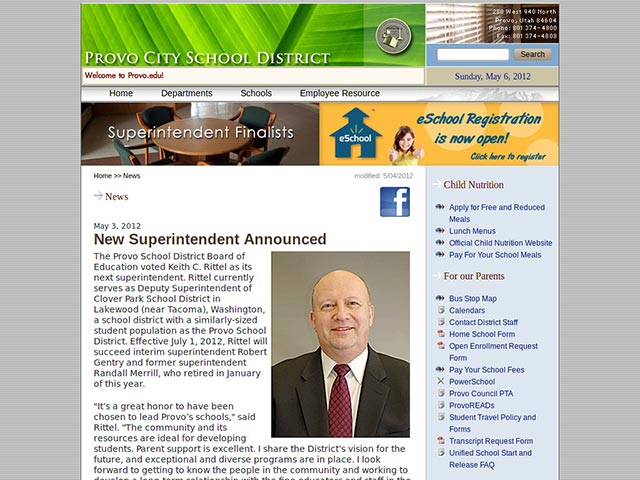 280 West 940 North
Provo, Utah 84604
Phone: 801 374-4800
Fax: 801 374-4808
PROVO CITY SCHOOL DISTRICT
Search
Welcome to Provo.edu!
Sunday, May 6, 2012
Home Departments Schools Employee Resource
Superintendent Finalists
eSchool
eSchool Registration
is now open!
Click here to register
Home >> News
modified: 5/04/2012
News
May 3, 2012
New Superintendent Announced
The Provo School District Board of
Education voted Keith C. Rittel as its
next superintendent. Rittel currently
serves as Deputy Superintendent of
Clover Park School District in
Lakewood (near Tacoma), Washington,
a school district with a similarly-sized
student population as the Provo School
District. Effective July 1, 2012, Rittel will
succeed interim superintendent Robert
Gentry and former superintendent
Randall Merrill, who retired in January
of this year.
"It's a great honor to have been
chosen to lead Provo's schools," said
Rittel. "The community and its
resources are ideal for developing
students. Parent support is excellent. I share the District's vision for the
future, and exceptional and diverse programs are in place. I look
forward to getting to know the people in the community and working to
develop a long-term relationship with the fine educators and staff in the
Child Nutrition
Apply for Free and Reduced
Meals
Lunch Menus
Official Child Nutrition Website
Pay For Your School Meals
For our Parents
Bus Stop Map
Calendars
Contact District Staff
Home School Form
Open Enrollment Request
Form
Pay Your School Fees
PowerSchool
Provo Council PTA
ProvoREADs
Student Travel Policy and
Forms
Transcript Request Form
Unified School Start and
Release FAQ